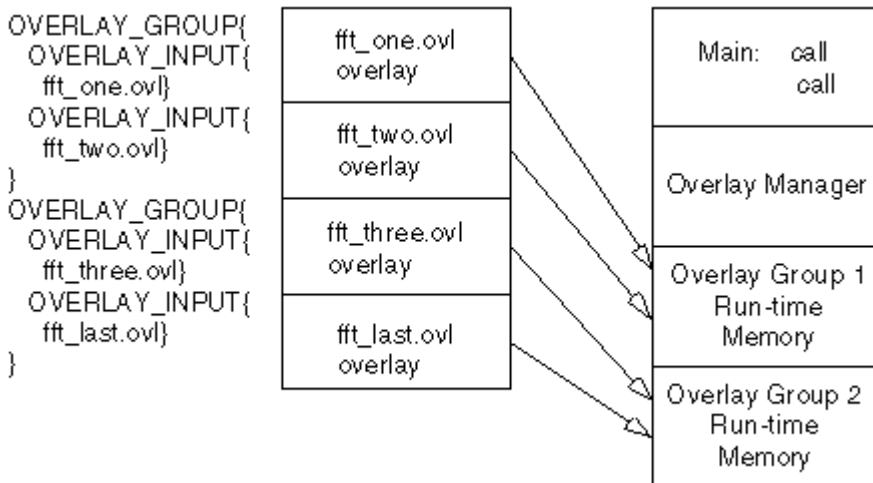 OVERLAY_GROUP{
OVERLAY_INPUT{
fft_one.ovl}
OVERLAY_INPUT{
fft_two.ovl}
}
OVERLAY_GROUP{
OVERLAY_INPUT{
fft_three.ovl}
OVERLAY_INPUT{
fft_last.ovl}
}
fft_one.ovl
overlay
fft_two.ovl
overlay
fft_three.ovl
overlay
fft_last.ovl
overlay
Main: call
call
Overlay Manager
Overlay Group 1
Run-time
Memory
Overlay Group 2
Run-time
Memory